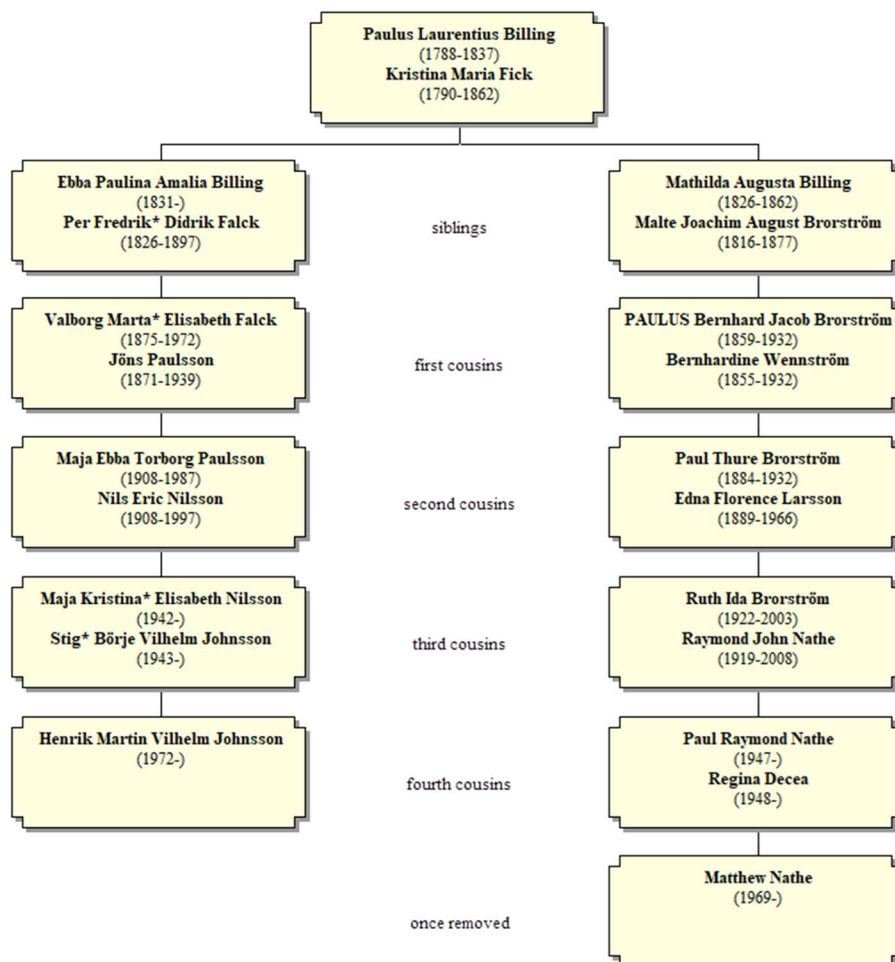 Paulus Laurentius Billing
(1788-1837)
Kristina Maria Fick
(1790-1862)
Ebba Paulina Amalia Billing
(1831-)
Per Fredrik* Didrik Falck
(1826-1897)
siblings
Mathilda Augusta Billing
(1826-1862)
Malte Joachim August Brorström
(1816-1877)
Valborg Marta* Elisabeth Falck
(1875-1972)
Jöns Paulsson
(1871-1939)
first cousins
PAULUS Bernhard Jacob Brorström
(1859-1932)
Bernhardine Wennström
(1855-1932)
Maja Ebba Torborg Paulsson
(1908-1987)
Nils Eric Nilsson
(1908-1997)
second cousins
Paul Thure Brorström
(1884-1932)
Edna Florence Larsson
(1889-1966)
Maja Kristina* Elisabeth Nilsson
(1942-)
Stig* Börje Vilhelm Johnsson
(1943-)
third cousins
Ruth Ida Brorström
(1922-2003)
Raymond John Nathe
(1919-2008)
Henrik Martin Vilhelm Johnsson
(1972-)
fourth cousins
Paul Raymond Nathe
(1947-)
Regina Decea
(1948-)
once removed
Matthew Nathe
(1969-)